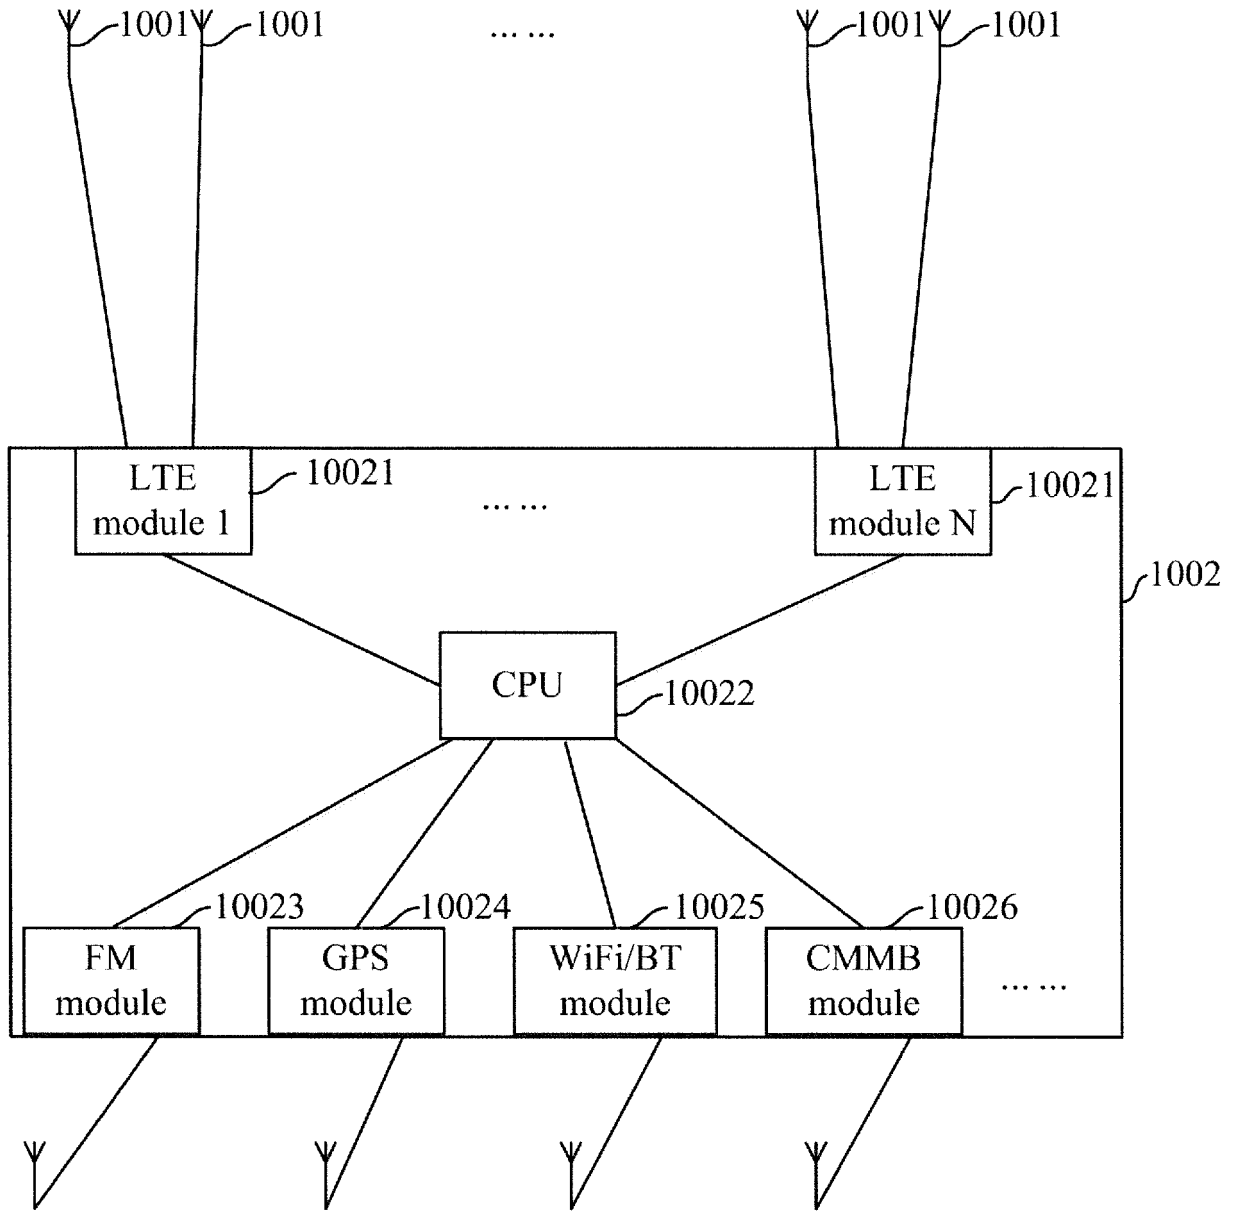 1001 1001 ... ... 1001 1001
LTE
module 1
10021
... ...
LTE
module N
10021
1002
CPU
10022
10023
10024
10025
10026
FM
module
GPS
module
WiFi/BT
module
CMMB
module
... ...